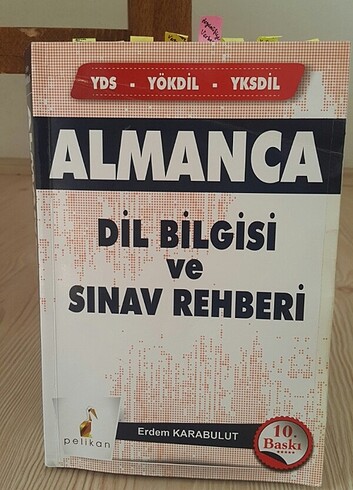 YDS - YÖKDİL - YKSDİL
ALMANCA
DİL BİLGİSİ
ve
SINAV REHBERİ
pelikan
Erdem KARABULUT
10.
Baskı